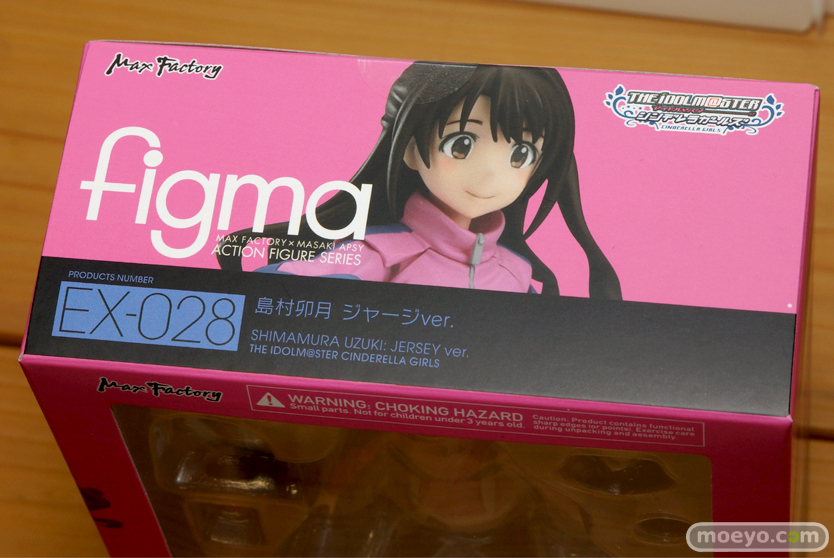 Max Factory
THE iDOLM@STER
シンデレラガールズ
CINDERELLA GIRLS
figma
MAX FACTORY × MASAKI APSY
ACTION FIGURE SERIES
PRODUCTS NUMBER
EX-028
島村卯月 ジャージver.
SHIMAMURA UZUKI: JERSEY ver.
THE IDOLM@STER CINDERELLA GIRLS
Max Factory
WARNING: CHOKING HAZARD
Small parts. Not for children under 3 years old.
Caution: Product contains functional
sharp edges (or points). Exercise care
during unpacking and assembly.
moeyo.com